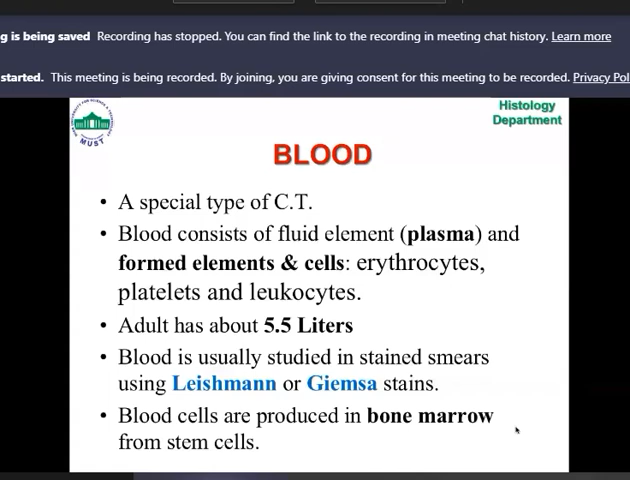 g is being saved Recording has stopped. You can find the link to the recording in meeting chat history. Learn more
started. This meeting is being recorded. By joining, you are giving consent for this meeting to be recorded. Privacy Pol
Histology
Department
MUST
BLOOD
• A special type of C.T.
• Blood consists of fluid element (plasma) and
formed elements & cells: erythrocytes,
platelets and leukocytes.
• Adult has about 5.5 Liters
• Blood is usually studied in stained smears
using Leishmann or Giemsa stains.
• Blood cells are produced in bone marrow
from stem cells.